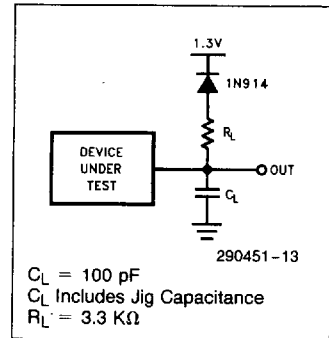 1.3V
1N914
RL
DEVICE
UNDER
TEST
OUT
CL
290451-13
CL = 100 pF
CL Includes Jig Capacitance
RL = 3.3 KΩ